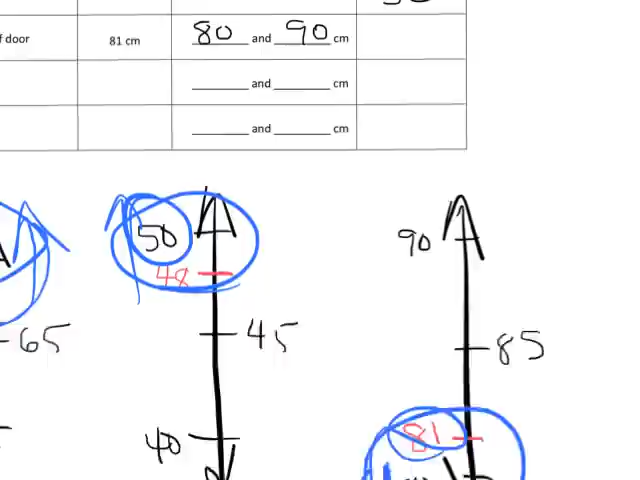 f door 81 cm 80 and 90 cm
and cm
and cm
50
48
65
45
40
90
85
81